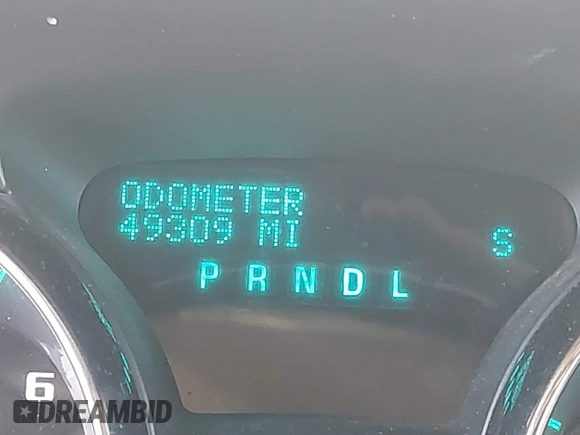 ODOMETER
49309 MI S
P R N D L
6
DREAMBID